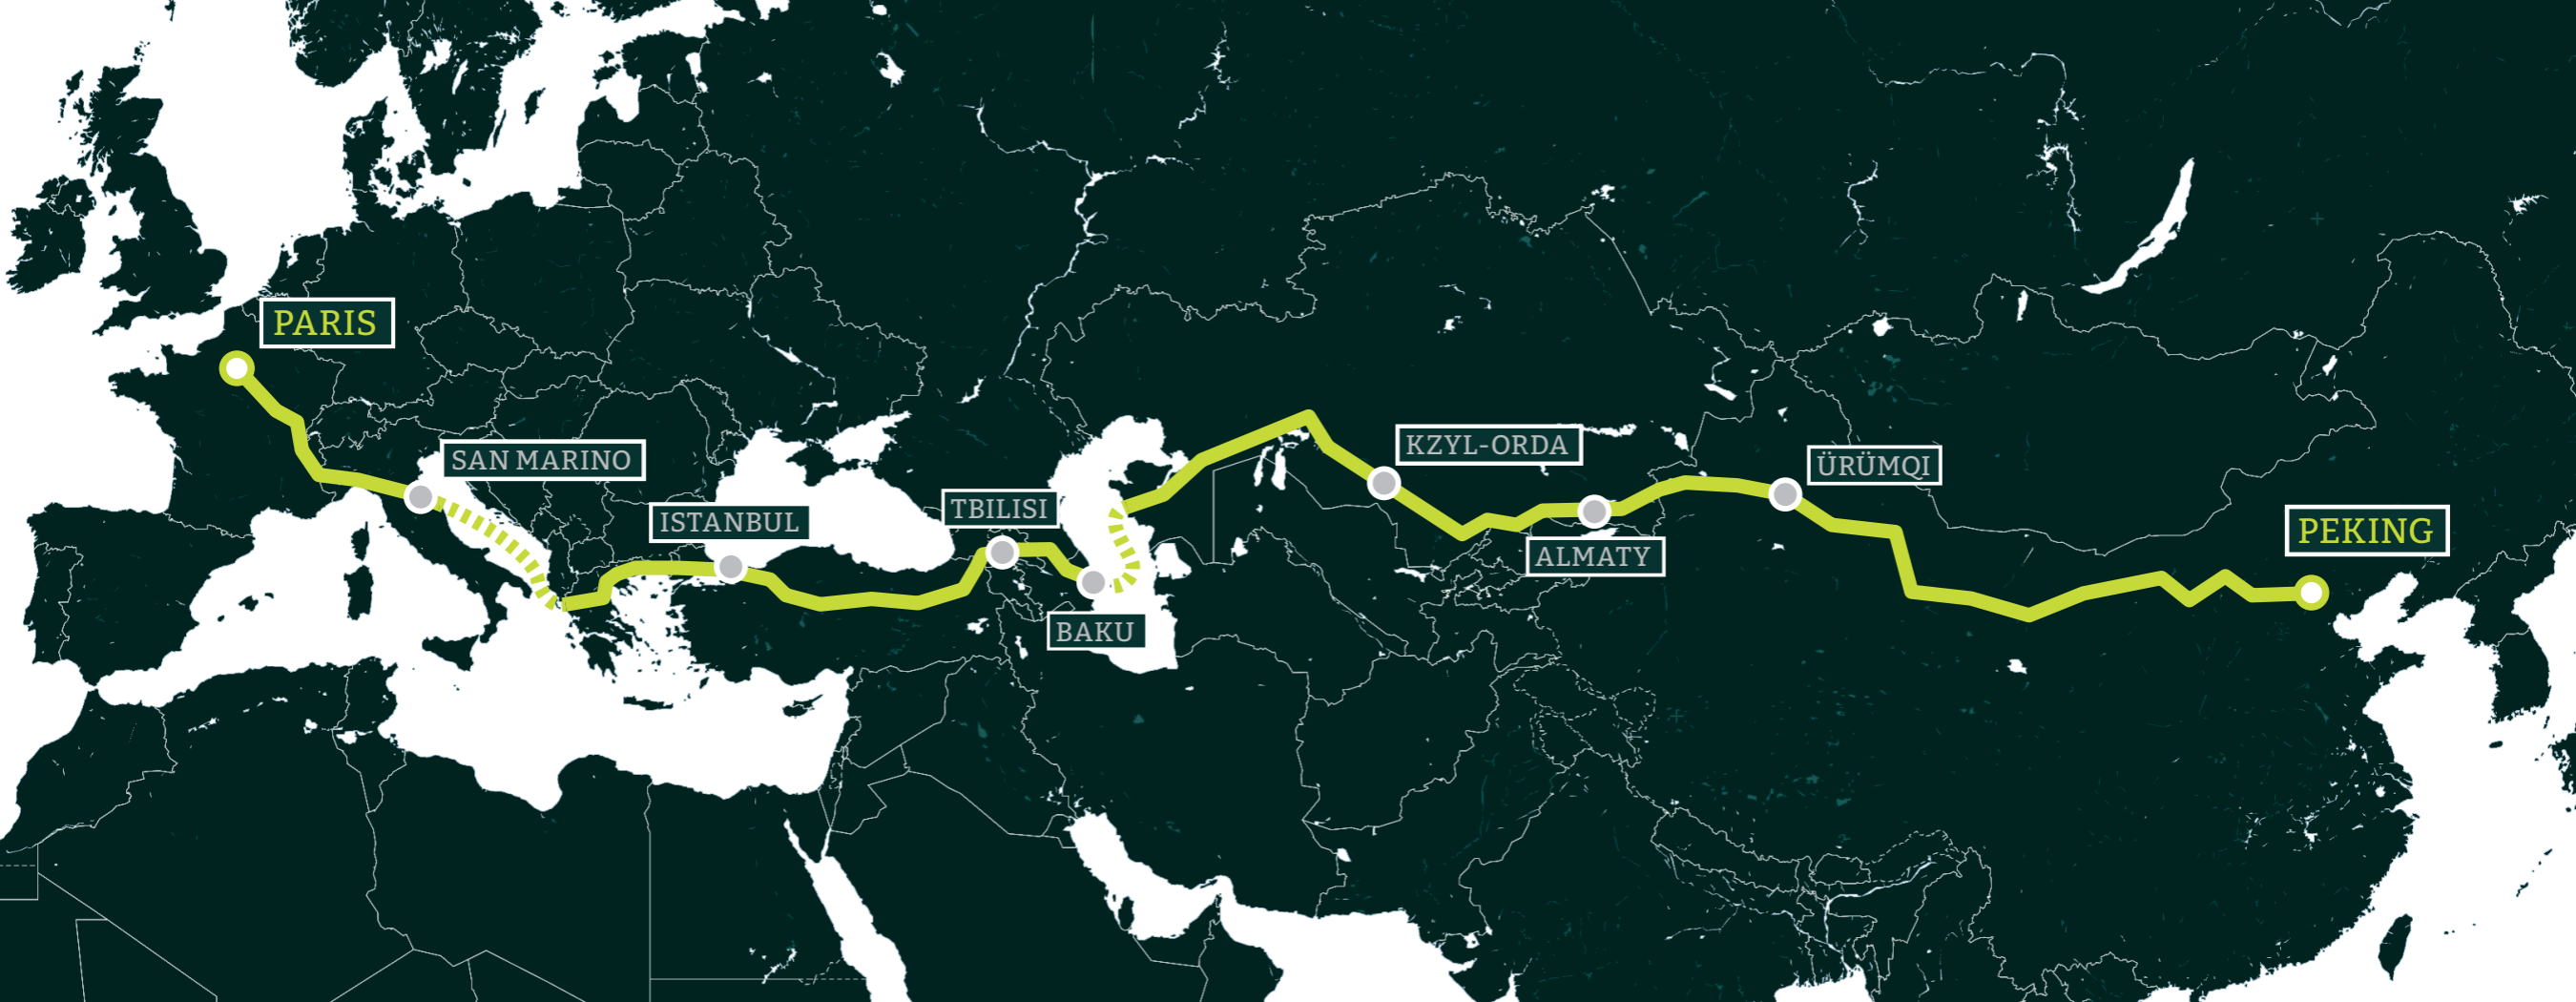 PARIS
SAN MARINO
ISTANBUL
TBILISI
BAKU
KZYL-ORDA
ALMATY
ÜRÜMQI
PEKING